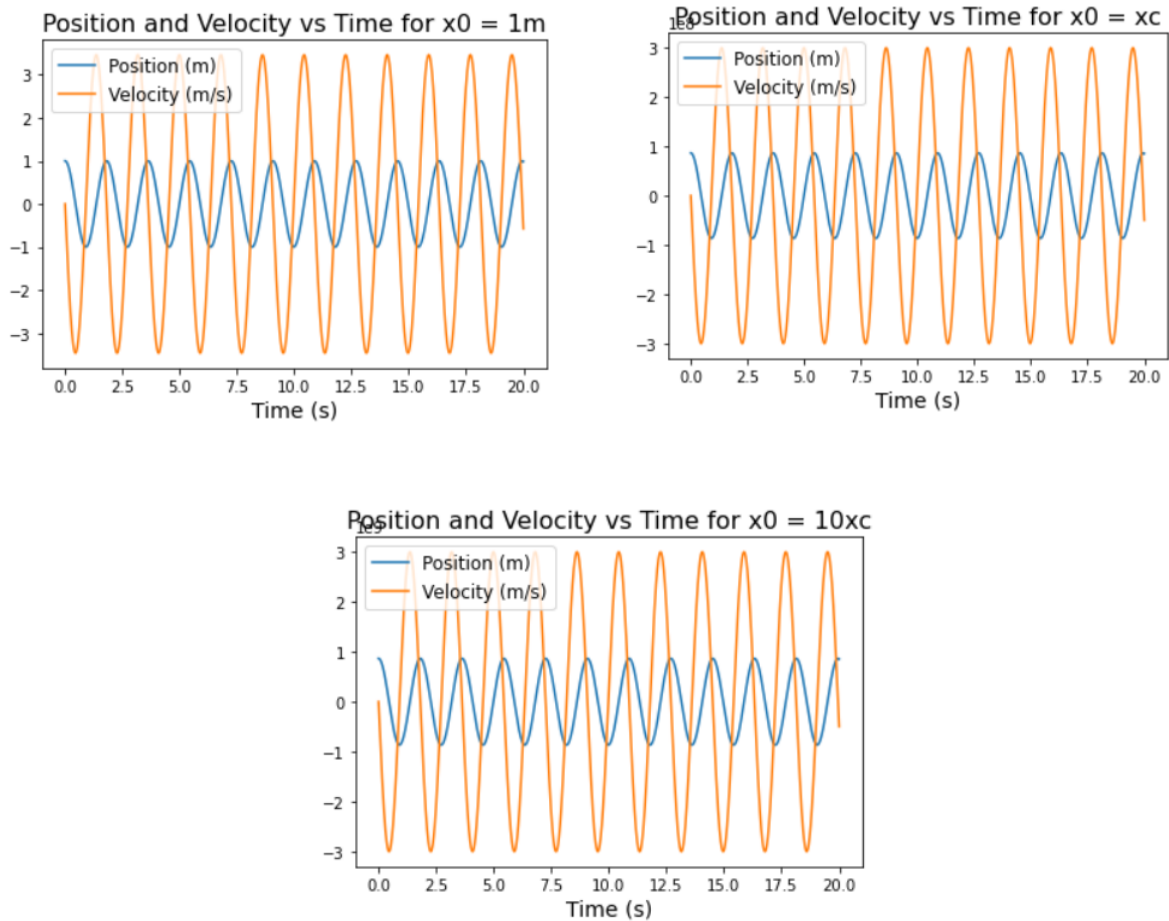 Position and Velocity vs Time for x0 = 1m
Position (m)
Velocity (m/s)
3
2
1
0
−1
−2
−3
0.0 2.5 5.0 7.5 10.0 12.5 15.0 17.5 20.0
Time (s)
Position and Velocity vs Time for x0 = xc
1e8
Position (m)
Velocity (m/s)
3
2
1
0
−1
−2
−3
0.0 2.5 5.0 7.5 10.0 12.5 15.0 17.5 20.0
Time (s)
Position and Velocity vs Time for x0 = 10xc
1e9
Position (m)
Velocity (m/s)
3
2
1
0
−1
−2
−3
0.0 2.5 5.0 7.5 10.0 12.5 15.0 17.5 20.0
Time (s)